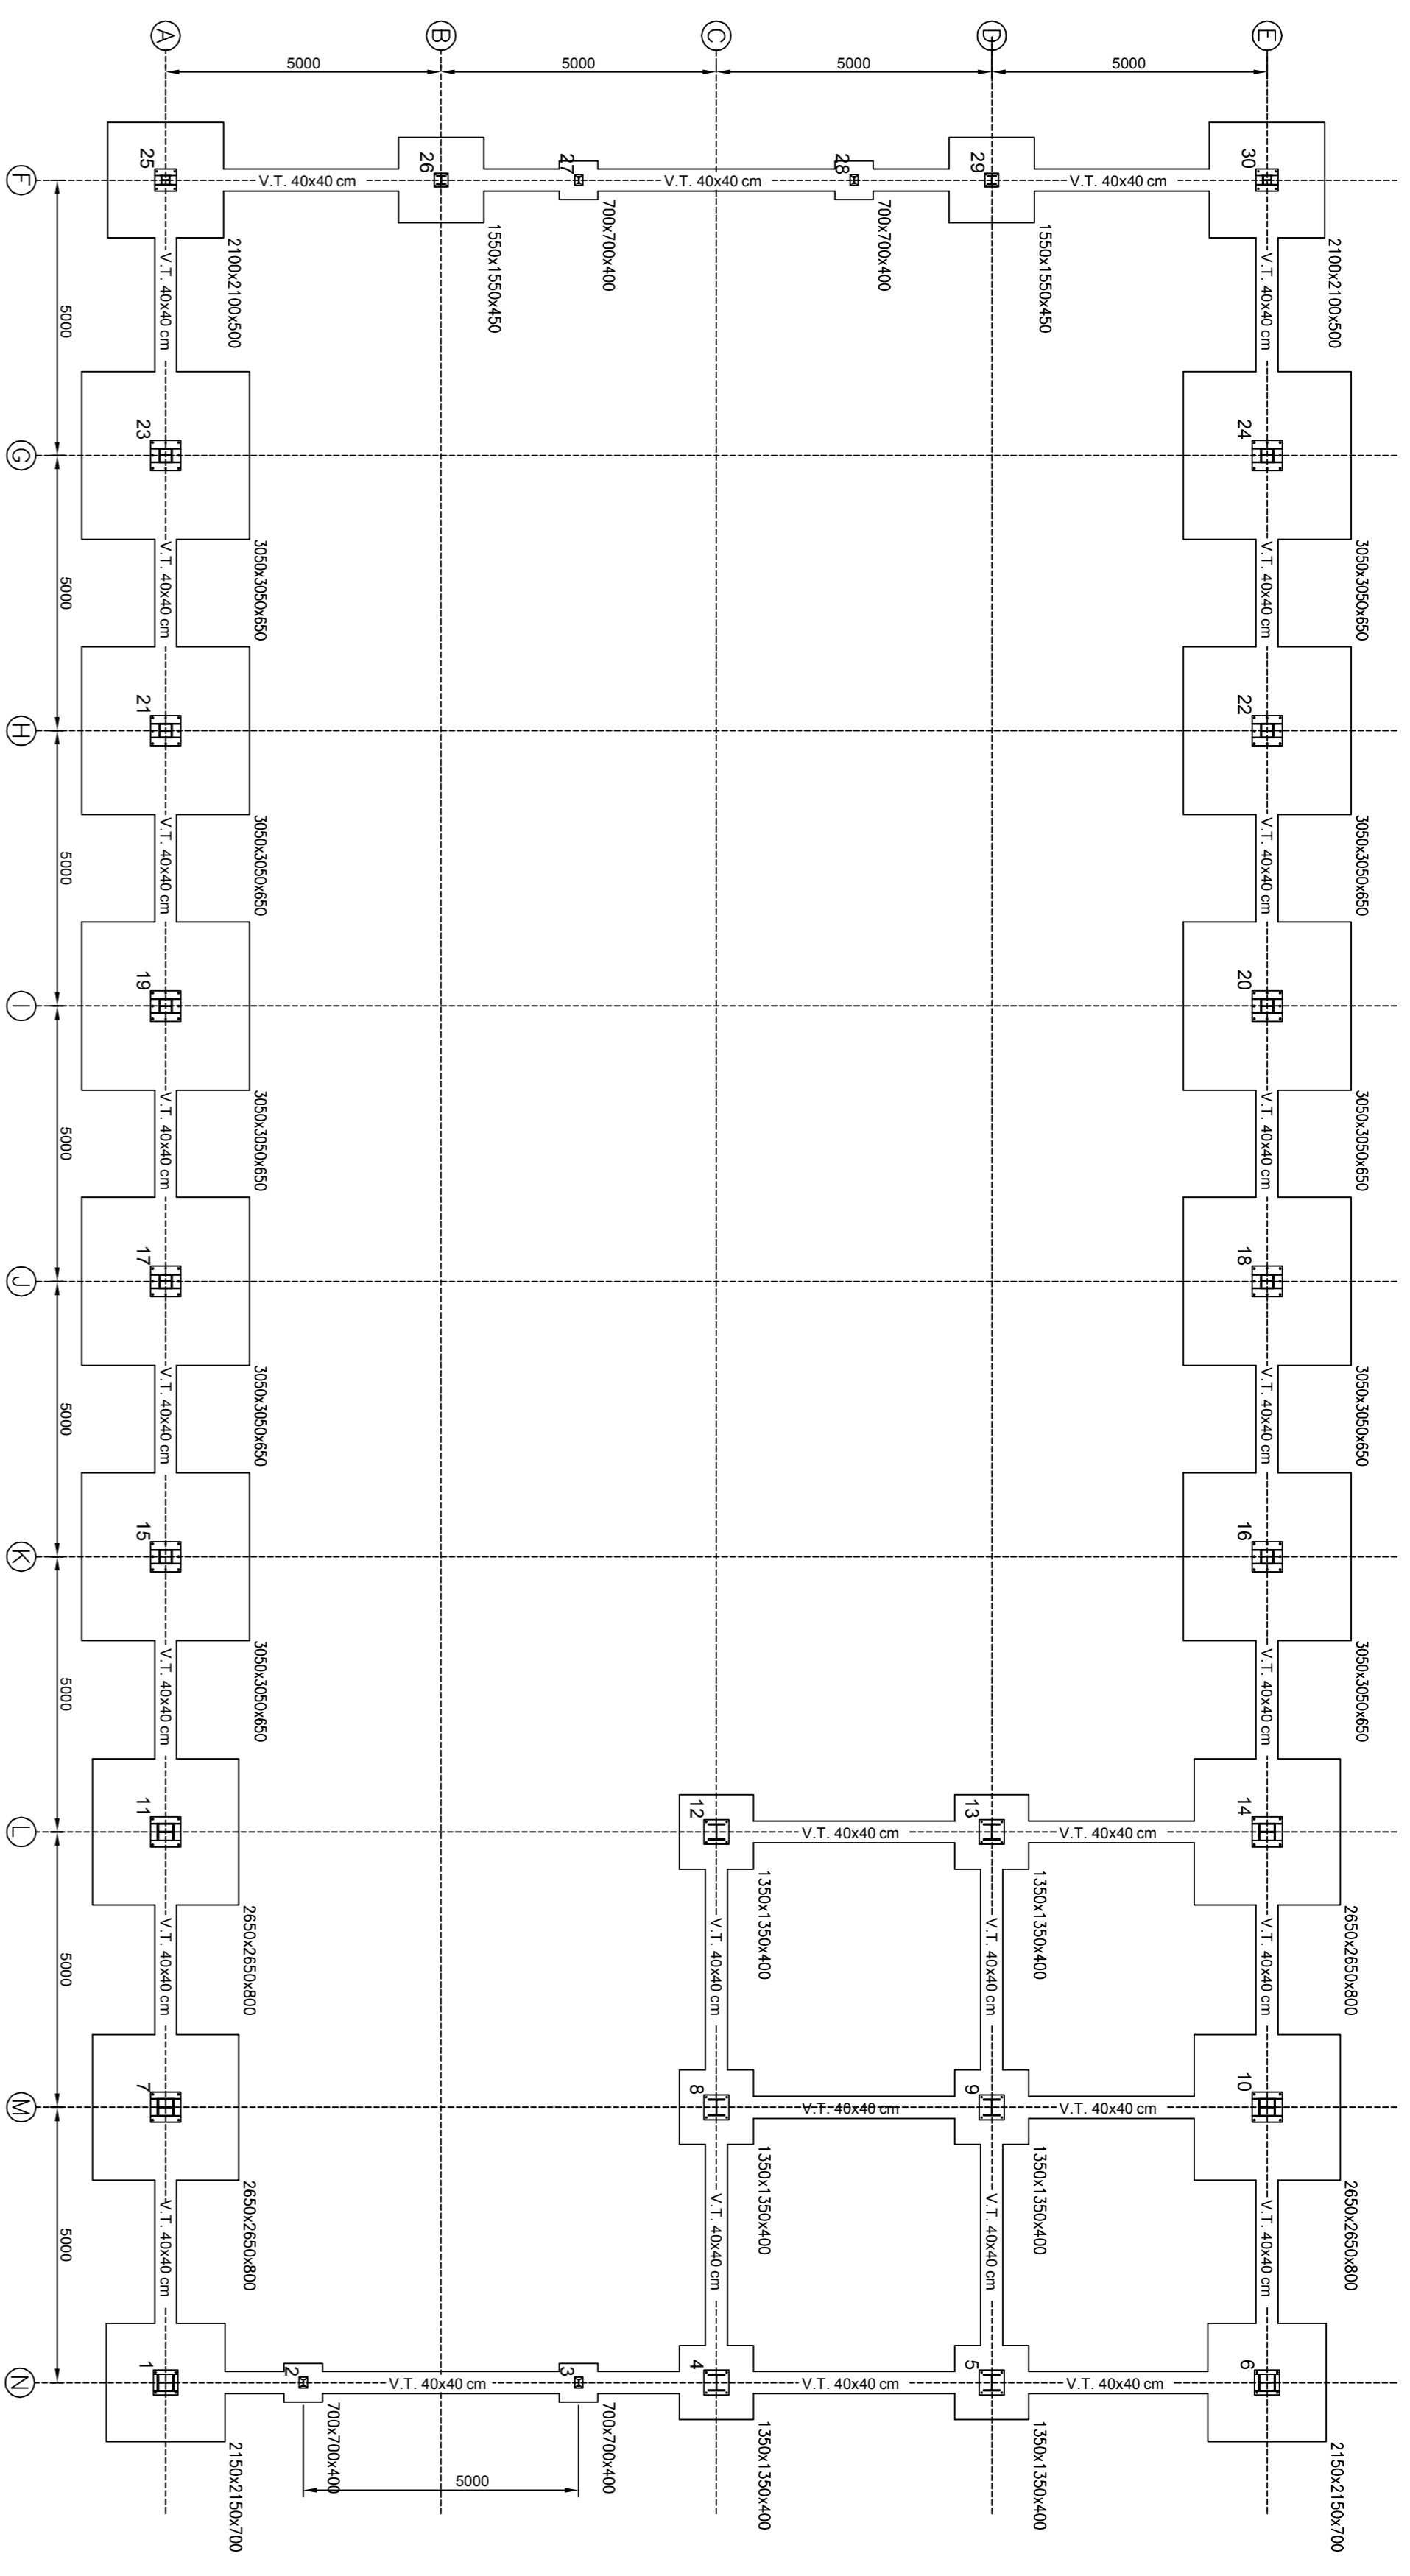 A
B
C
D
E
5000
5000
5000
5000
F
25
V.T. 40x40 cm
26
27
V.T. 40x40 cm
28
29
V.T. 40x40 cm
30
2100x2100x500
1550x1550x450
700x700x400
700x700x400
1550x1550x450
2100x2100x500
5000
V.T. 40x40 cm
V.T. 40x40 cm
G
23
24
3050x3050x650
3050x3050x650
5000
V.T. 40x40 cm
V.T. 40x40 cm
H
21
22
3050x3050x650
3050x3050x650
5000
V.T. 40x40 cm
V.T. 40x40 cm
I
19
20
3050x3050x650
3050x3050x650
5000
V.T. 40x40 cm
V.T. 40x40 cm
J
17
18
3050x3050x650
3050x3050x650
5000
V.T. 40x40 cm
V.T. 40x40 cm
K
15
16
3050x3050x650
3050x3050x650
5000
V.T. 40x40 cm
V.T. 40x40 cm
L
11
12
V.T. 40x40 cm
13
V.T. 40x40 cm
14
2650x2650x800
1350x1350x400
1350x1350x400
2650x2650x800
5000
V.T. 40x40 cm
V.T. 40x40 cm
V.T. 40x40 cm
V.T. 40x40 cm
M
7
8
V.T. 40x40 cm
9
V.T. 40x40 cm
10
2650x2650x800
1350x1350x400
1350x1350x400
2650x2650x800
5000
V.T. 40x40 cm
V.T. 40x40 cm
V.T. 40x40 cm
V.T. 40x40 cm
N
1
2
V.T. 40x40 cm
3
4
V.T. 40x40 cm
5
V.T. 40x40 cm
6
2150x2150x700
700x700x400
700x700x400
1350x1350x400
1350x1350x400
2150x2150x700
5000